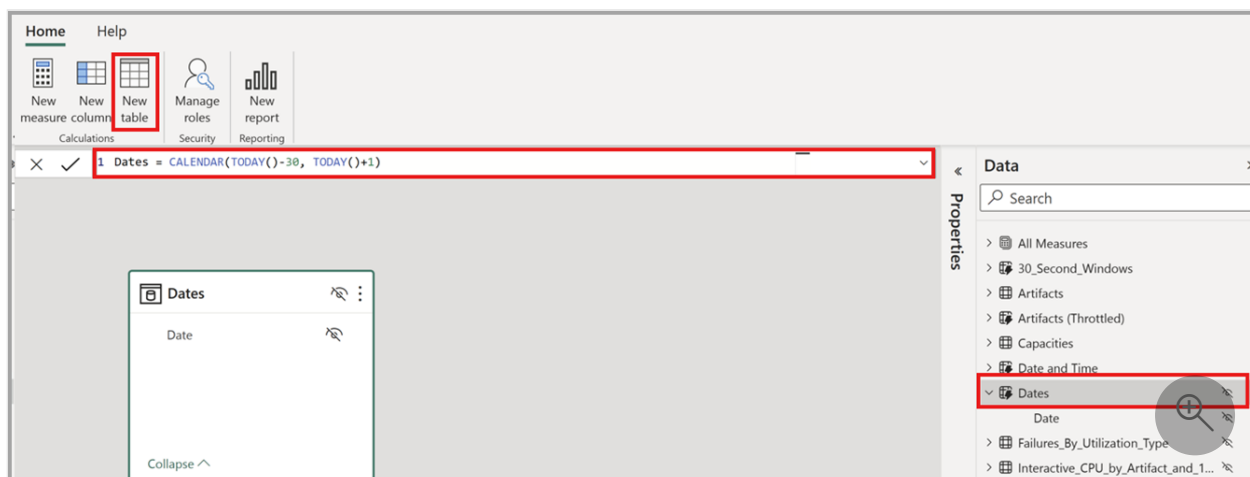 Home Help
New measure
New column
New table
Manage roles
New report
Calculations
Security
Reporting
1 Dates = CALENDAR(TODAY()-30, TODAY()+1)
Dates
Date
Collapse
Properties
Data
Search
All Measures
30_Second_Windows
Artifacts
Artifacts (Throttled)
Capacities
Date and Time
Dates
Date
Failures_By_Utilization_Type
Interactive_CPU_by_Artifact_and_1...